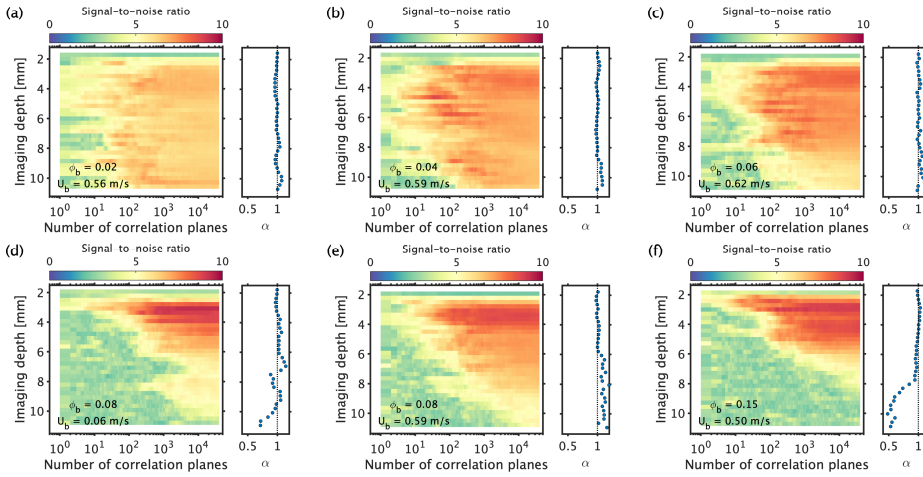 (a)
Signal-to-noise ratio
0 5 10
Imaging depth [mm]
2
4
6
8
10
ϕb = 0.02
Ub = 0.56 m/s
10^0 10^1 10^2 10^3 10^4
Number of correlation planes
0.5 1
α
(b)
Signal-to-noise ratio
0 5 10
Imaging depth [mm]
2
4
6
8
10
ϕb = 0.04
Ub = 0.59 m/s
10^0 10^1 10^2 10^3 10^4
Number of correlation planes
0.5 1
α
(c)
Signal-to-noise ratio
0 5 10
Imaging depth [mm]
2
4
6
8
10
ϕb = 0.06
Ub = 0.62 m/s
10^0 10^1 10^2 10^3 10^4
Number of correlation planes
0.5 1
α
(d)
Signal-to-noise ratio
0 5 10
Imaging depth [mm]
2
4
6
8
10
ϕb = 0.08
Ub = 0.06 m/s
10^0 10^1 10^2 10^3 10^4
Number of correlation planes
0.5 1
α
(e)
Signal-to-noise ratio
0 5 10
Imaging depth [mm]
2
4
6
8
10
ϕb = 0.08
Ub = 0.59 m/s
10^0 10^1 10^2 10^3 10^4
Number of correlation planes
0.5 1
α
(f)
Signal-to-noise ratio
0 5 10
Imaging depth [mm]
2
4
6
8
10
ϕb = 0.15
Ub = 0.50 m/s
10^0 10^1 10^2 10^3 10^4
Number of correlation planes
0.5 1
α